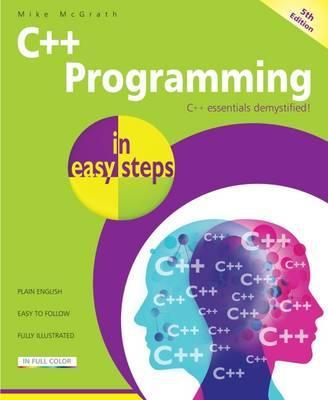 Mike McGrath
C++
Programming
5th
Edition
C++ essentials demystified!
in
easy steps
PLAIN ENGLISH
EASY TO FOLLOW
FULLY ILLUSTRATED
IN FULL COLOR
C++
C++
C++
C++
C++
C++
C++
C++
C++
C++
C++
C++